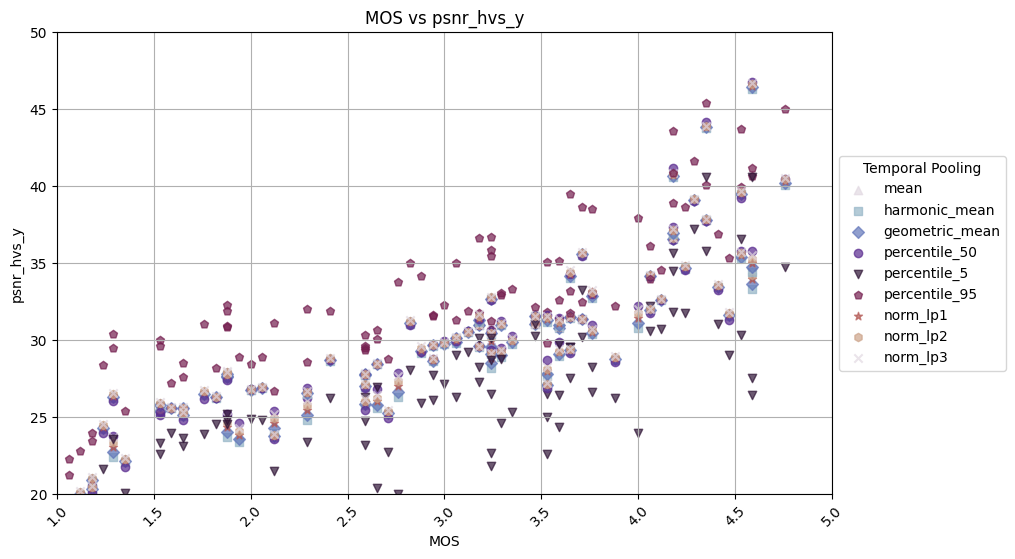 MOS vs psnr_hvs_y
50
45
40
35
30
25
20
psnr_hvs_y
1.0
1.5
2.0
2.5
3.0
3.5
4.0
4.5
5.0
MOS
Temporal Pooling
mean
harmonic_mean
geometric_mean
percentile_50
percentile_5
percentile_95
norm_lp1
norm_lp2
norm_lp3